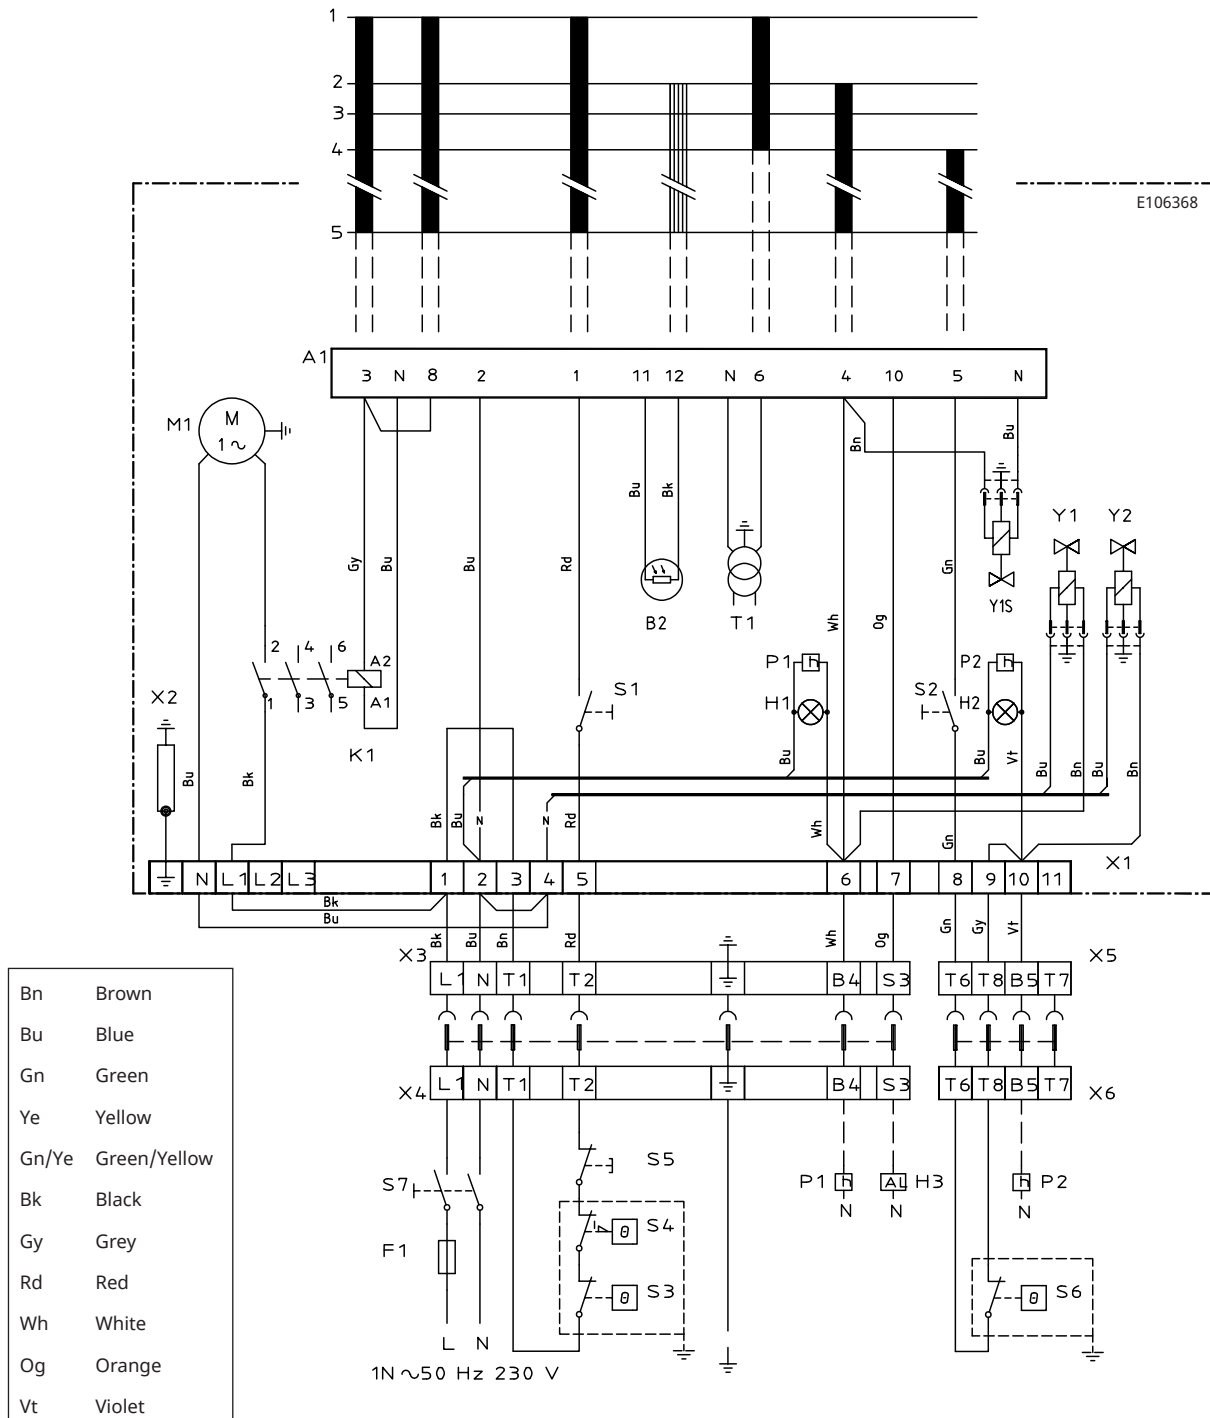 1
2
3
4
5
E106368
A1
3 N 8 2 1 11 12 N 6 4 10 5 N
M1
M
1 ~
Bn
Bu
Bu
Bk
Gy
Bu
Bu
Rd
Gn
Y1
Y2
Y1S
B2
T1
Wh
Og
2 4 6
A2
P1 h
P2 h
X2
1 3 5
A1
S1
S2
H1
H2
K1
Bu
Bk
Bu
Bu
Vt
Bu
Bn
Bu
Bn
Bk
Bu
N
N
Rd
Wh
Gn
X1
N L1 L2 L3 1 2 3 4 5 6 7 8 9 10 11
Bk
Bu
Bk
Bu
Bn
Rd
Wh
Og
Gn
Gy
Vt
X3
X5
L1 N T1 T2 B4 S3 T6 T8 B5 T7
X4
L1 N T1 T2 B4 S3 T6 T8 B5 T7
X6
S7
S5
P1 h
AL H3
h P2
N N N
F1
θ S4
θ S3
θ S6
L N
1N ~50 Hz 230 V
Bn Brown
Bu Blue
Gn Green
Ye Yellow
Gn/Ye Green/Yellow
Bk Black
Gy Grey
Rd Red
Wh White
Og Orange
Vt Violet